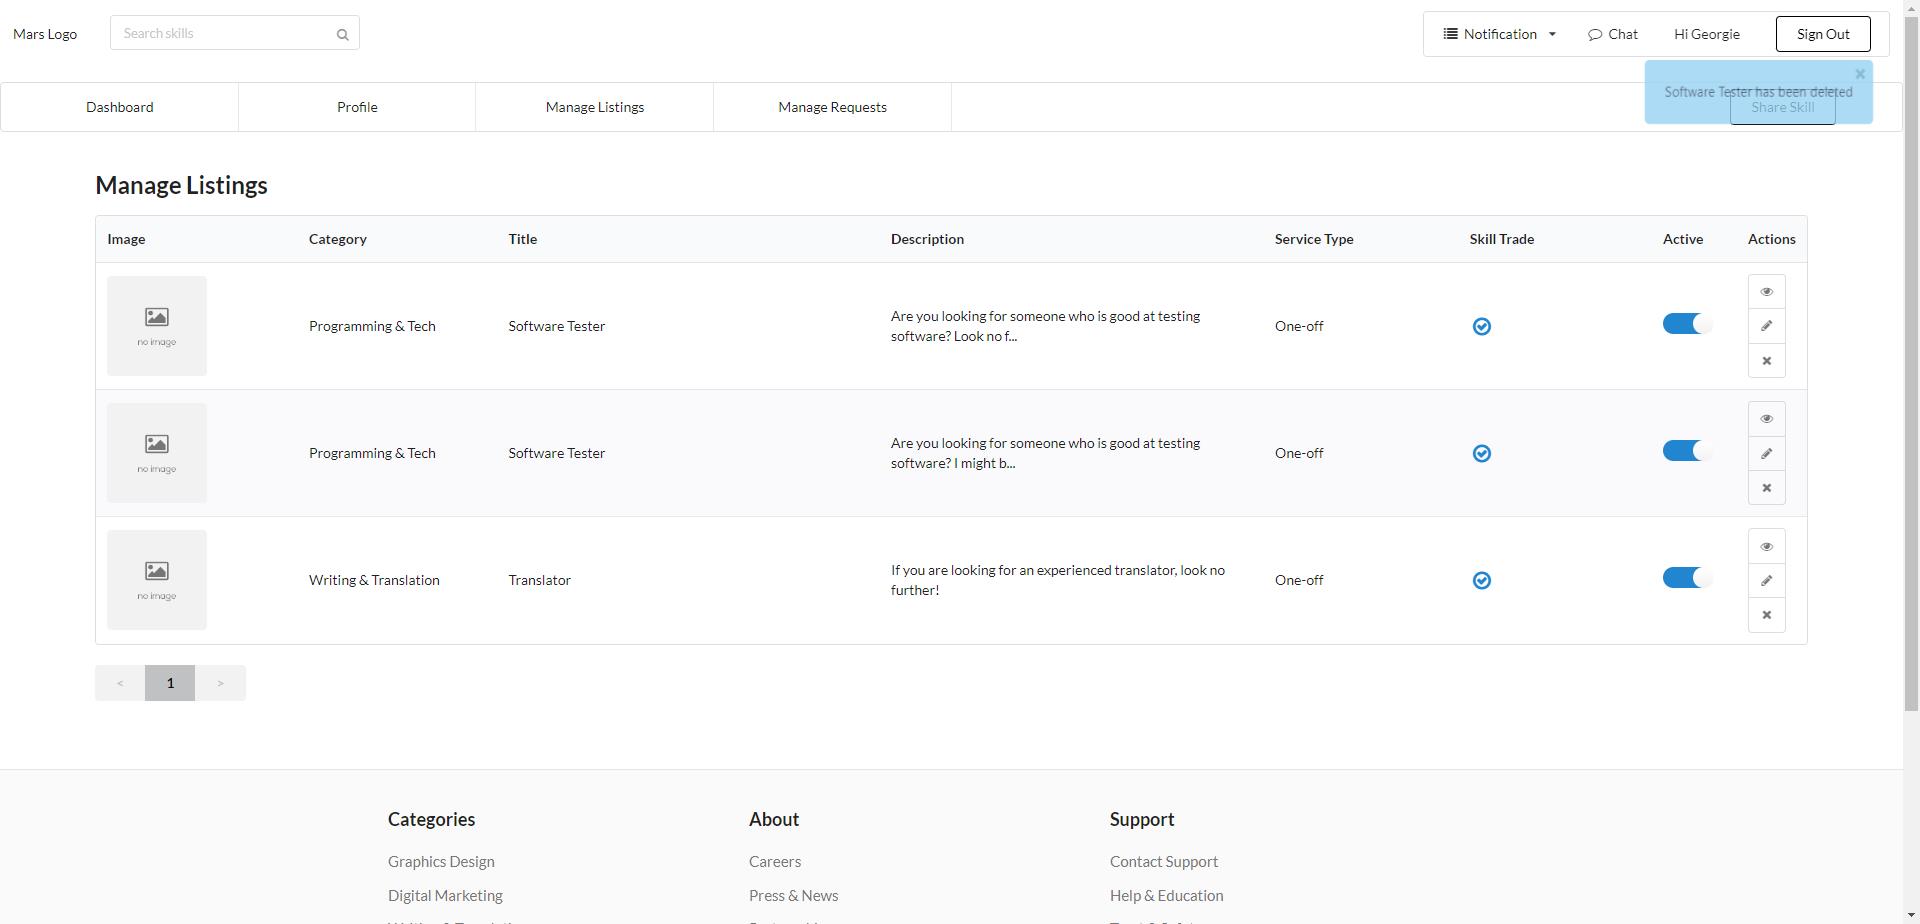 Mars Logo
Search skills
Notification
Chat
Hi Georgie
Sign Out
Software Tester has been deleted
Dashboard
Profile
Manage Listings
Manage Requests
Share Skill
Manage Listings
Image Category Title Description Service Type Skill Trade Active Actions
no image
Programming & Tech
Software Tester
Are you looking for someone who is good at testing
software? Look no f...
One-off
no image
Programming & Tech
Software Tester
Are you looking for someone who is good at testing
software? I might b...
One-off
no image
Writing & Translation
Translator
If you are looking for an experienced translator, look no
further!
One-off
< 1 >
Categories
Graphics Design
Digital Marketing
About
Careers
Press & News
Support
Contact Support
Help & Education